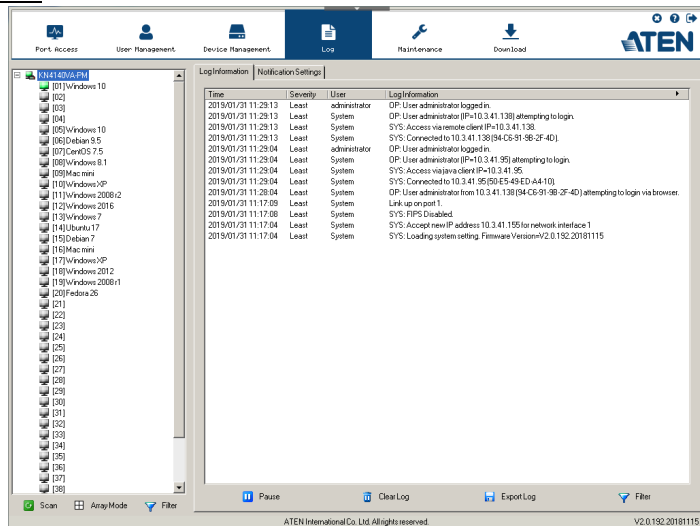 Port Access
User Management
Device Management
Log
Maintenance
Download
ATEN
KN4140VA-PM
[01]Windows 10
[02]
[03]
[04]
[05]Windows 10
[06]Debian 9.5
[07]CentOS 7.5
[08]Windows 8.1
[09]Mac mini
[10]Windows XP
[11]Windows 2008 r2
[12]Windows 2016
[13]Windows 7
[14]Ubuntu 17
[15]Debian 7
[16]Mac mini
[17]Windows XP
[18]Windows 2012
[19]Windows 2008 r1
[20]Fedora 26
[21]
[22]
[23]
[24]
[25]
[26]
[27]
[28]
[29]
[30]
[31]
[32]
[33]
[34]
[35]
[36]
[37]
[38]
Scan Array Mode Filter
Log Information Notification Settings
Time Severity User Log Information
2019/01/31 11:29:13 Least administrator OP: User administrator logged in.
2019/01/31 11:29:13 Least System OP: User administrator (IP=10.3.41.138) attempting to login.
2019/01/31 11:29:13 Least System SYS: Access via remote client IP=10.3.41.138.
2019/01/31 11:29:13 Least System SYS: Connected to 10.3.41.138 (94-C6-91-9B-2F-4D).
2019/01/31 11:29:04 Least administrator OP: User administrator logged in.
2019/01/31 11:29:04 Least System OP: User administrator (IP=10.3.41.95) attempting to login.
2019/01/31 11:29:04 Least System SYS: Access via java client IP=10.3.41.95.
2019/01/31 11:29:04 Least System SYS: Connected to 10.3.41.95 (50-E5-49-ED-A4-10).
2019/01/31 11:28:04 Least System OP: User administrator from 10.3.41.138 (94-C6-91-9B-2F-4D) attempting to login via browser.
2019/01/31 11:17:09 Least System Link up on port 1.
2019/01/31 11:17:08 Least System SYS: FIPS Disabled.
2019/01/31 11:17:04 Least System SYS: Accept new IP address 10.3.41.155 for network interface 1
2019/01/31 11:17:04 Least System SYS: Loading system setting. Firmware Version=V2.0.192.20181115
Pause Clear Log Export Log Filter
ATEN International Co. Ltd. All rights reserved.
V2.0.192.20181115